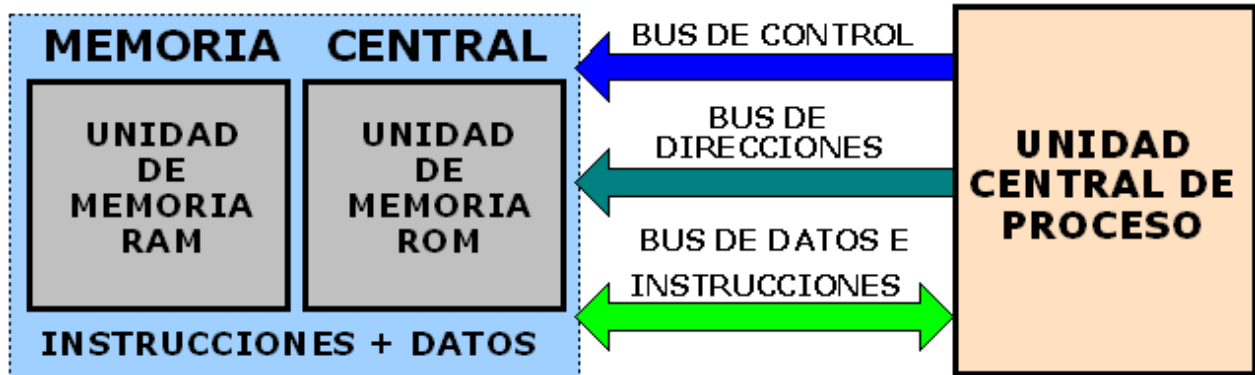 MEMORIA CENTRAL
UNIDAD
DE
MEMORIA
RAM
UNIDAD
DE
MEMORIA
ROM
INSTRUCCIONES + DATOS
BUS DE CONTROL
BUS DE
DIRECCIONES
BUS DE DATOS E
INSTRUCCIONES
UNIDAD
CENTRAL DE
PROCESO